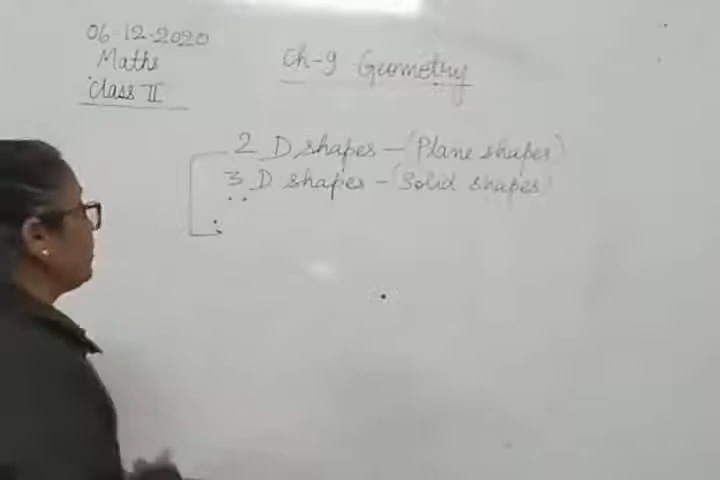 06-12-2020
Maths
Class II
Ch-9 Geometry
2 D shapes - (Plane shapes)
3 D shapes - (Solid shapes)